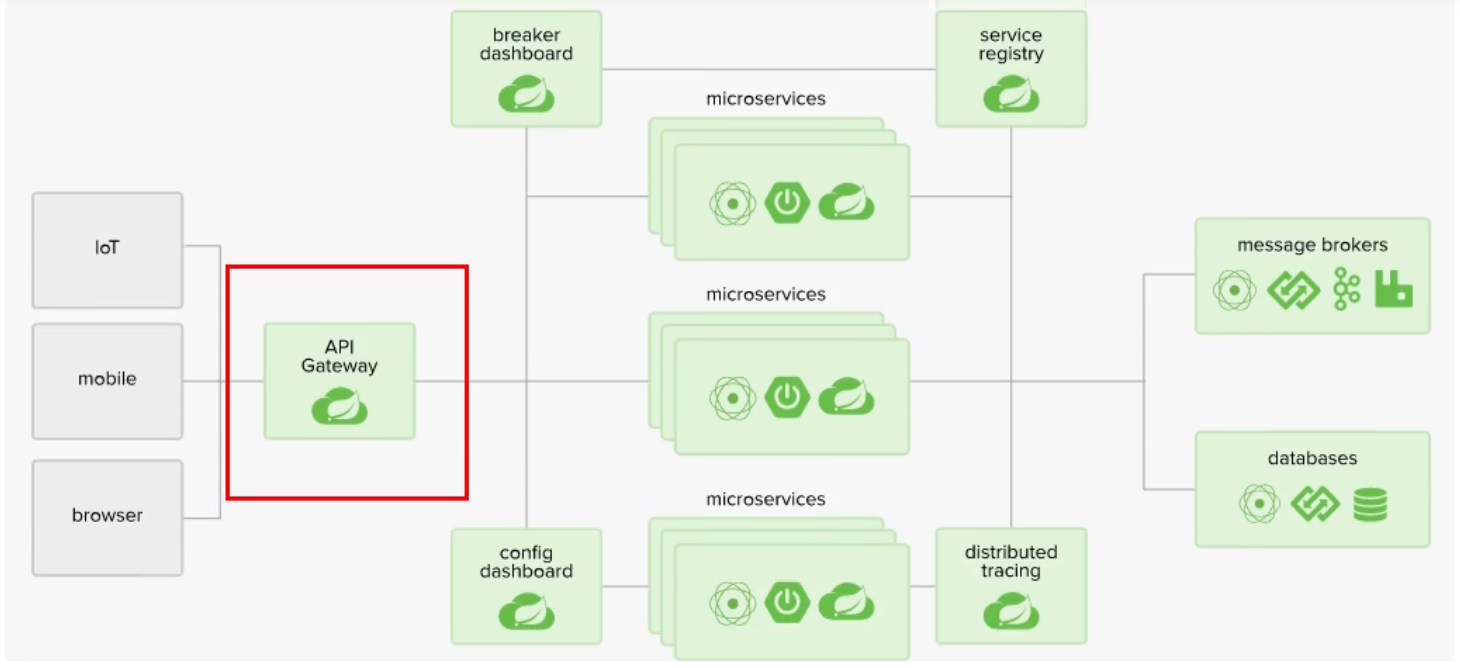 breaker
dashboard
service
registry
microservices
IoT
API
Gateway
mobile
browser
microservices
message brokers
databases
microservices
config
dashboard
distributed
tracing